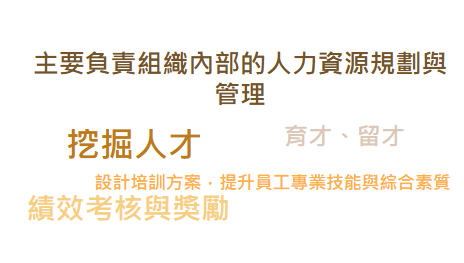 主要負責組織內部的人力資源規劃與
管理
挖掘人才
育才、留才
設計培訓方案，提升員工專業技能與綜合素質
績效考核與獎勵